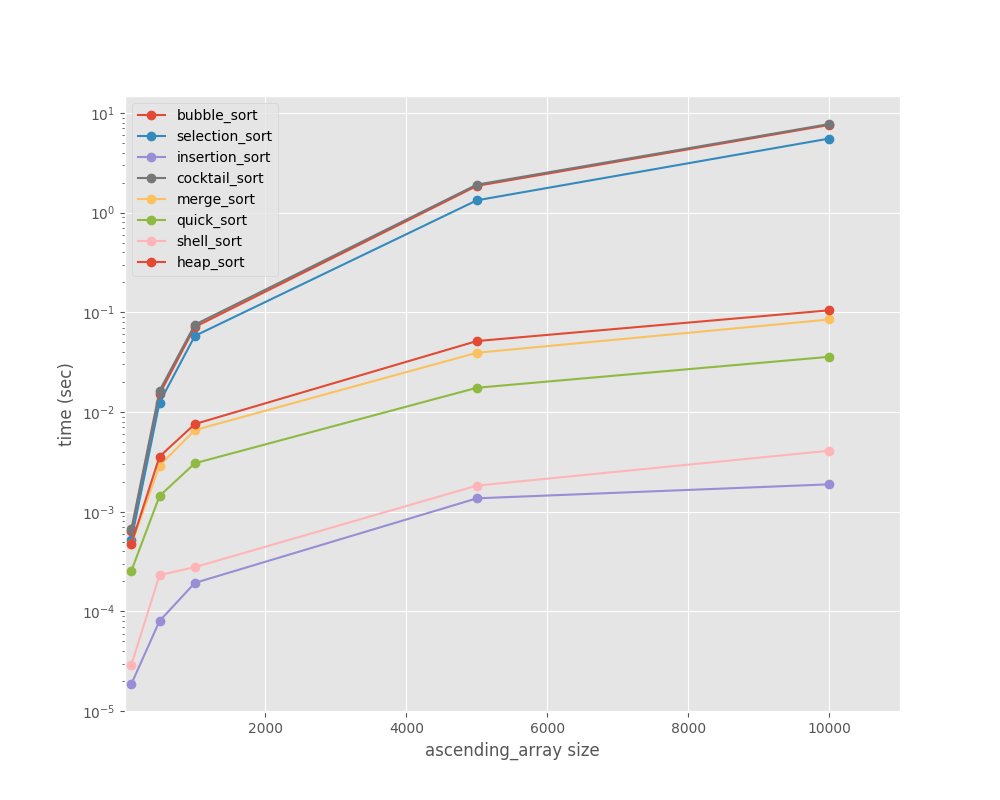 bubble_sort
selection_sort
insertion_sort
cocktail_sort
merge_sort
quick_sort
shell_sort
heap_sort
10¹
10⁰
10⁻¹
10⁻²
10⁻³
10⁻⁴
10⁻⁵
time (sec)
2000 4000 6000 8000 10000
ascending_array size